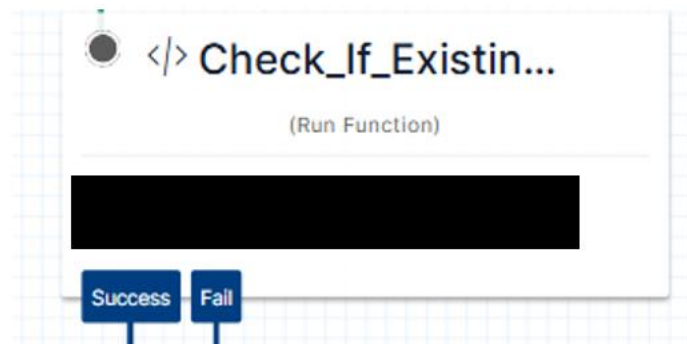 </> Check_If_Existin...
(Run Function)
Success Fail